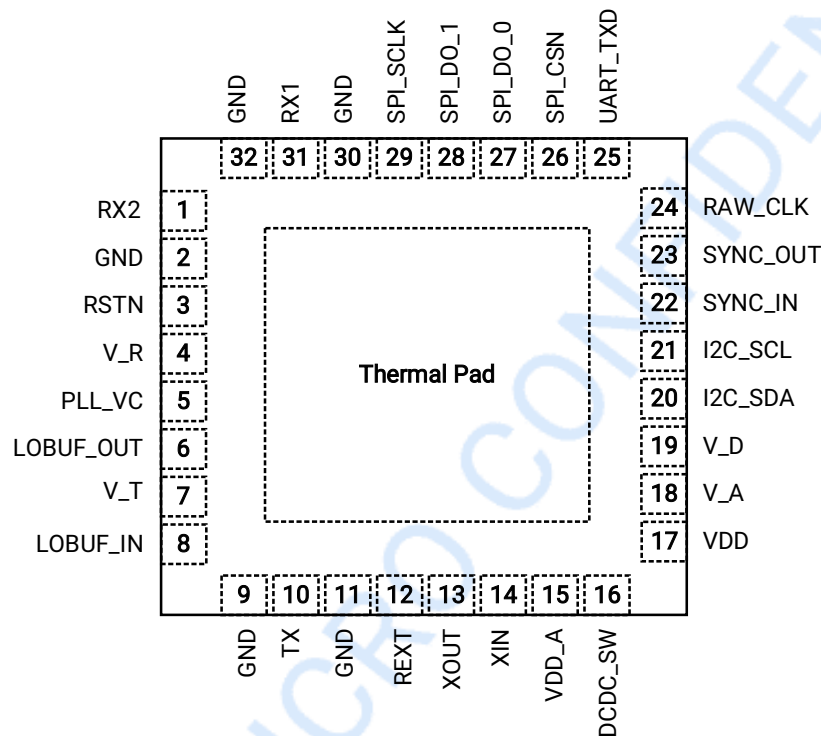 GND
RX1
GND
SPI_SCLK
SPI_DO_1
SPI_DO_0
SPI_CSN
UART_TXD
32
31
30
29
28
27
26
25
RX2 1
GND 2
RSTN 3
V_R 4
PLL_VC 5
LOBUF_OUT 6
V_T 7
LOBUF_IN 8
Thermal Pad
24 RAW_CLK
23 SYNC_OUT
22 SYNC_IN
21 I2C_SCL
20 I2C_SDA
19 V_D
18 V_A
17 VDD
9
10
11
12
13
14
15
16
GND
TX
GND
REXT
XOUT
XIN
VDD_A
DCDC_SW